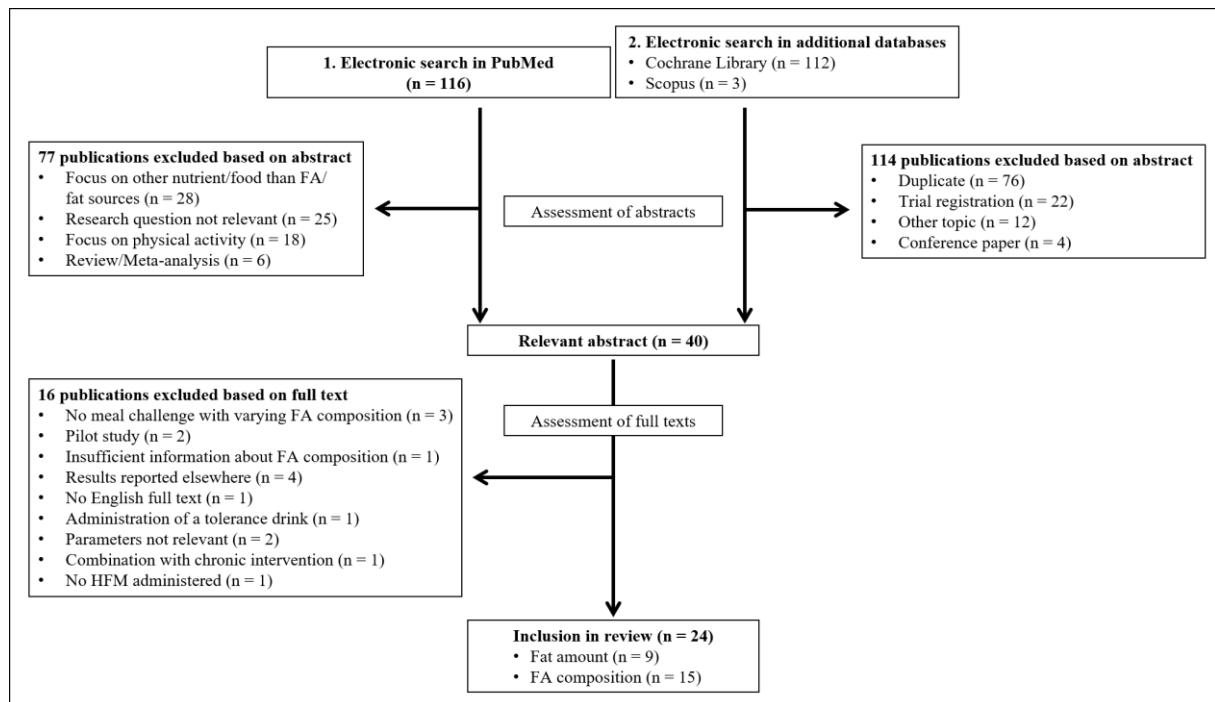 1. Electronic search in PubMed
(n = 116)
2. Electronic search in additional databases
• Cochrane Library (n = 112)
• Scopus (n = 3)
77 publications excluded based on abstract
• Focus on other nutrient/food than FA/
fat sources (n = 28)
• Research question not relevant (n = 25)
• Focus on physical activity (n = 18)
• Review/Meta-analysis (n = 6)
Assessment of abstracts
114 publications excluded based on abstract
• Duplicate (n = 76)
• Trial registration (n = 22)
• Other topic (n = 12)
• Conference paper (n = 4)
Relevant abstract (n = 40)
16 publications excluded based on full text
• No meal challenge with varying FA composition (n = 3)
• Pilot study (n = 2)
• Insufficient information about FA composition (n = 1)
• Results reported elsewhere (n = 4)
• No English full text (n = 1)
• Administration of a tolerance drink (n = 1)
• Parameters not relevant (n = 2)
• Combination with chronic intervention (n = 1)
• No HFM administered (n = 1)
Assessment of full texts
Inclusion in review (n = 24)
• Fat amount (n = 9)
• FA composition (n = 15)